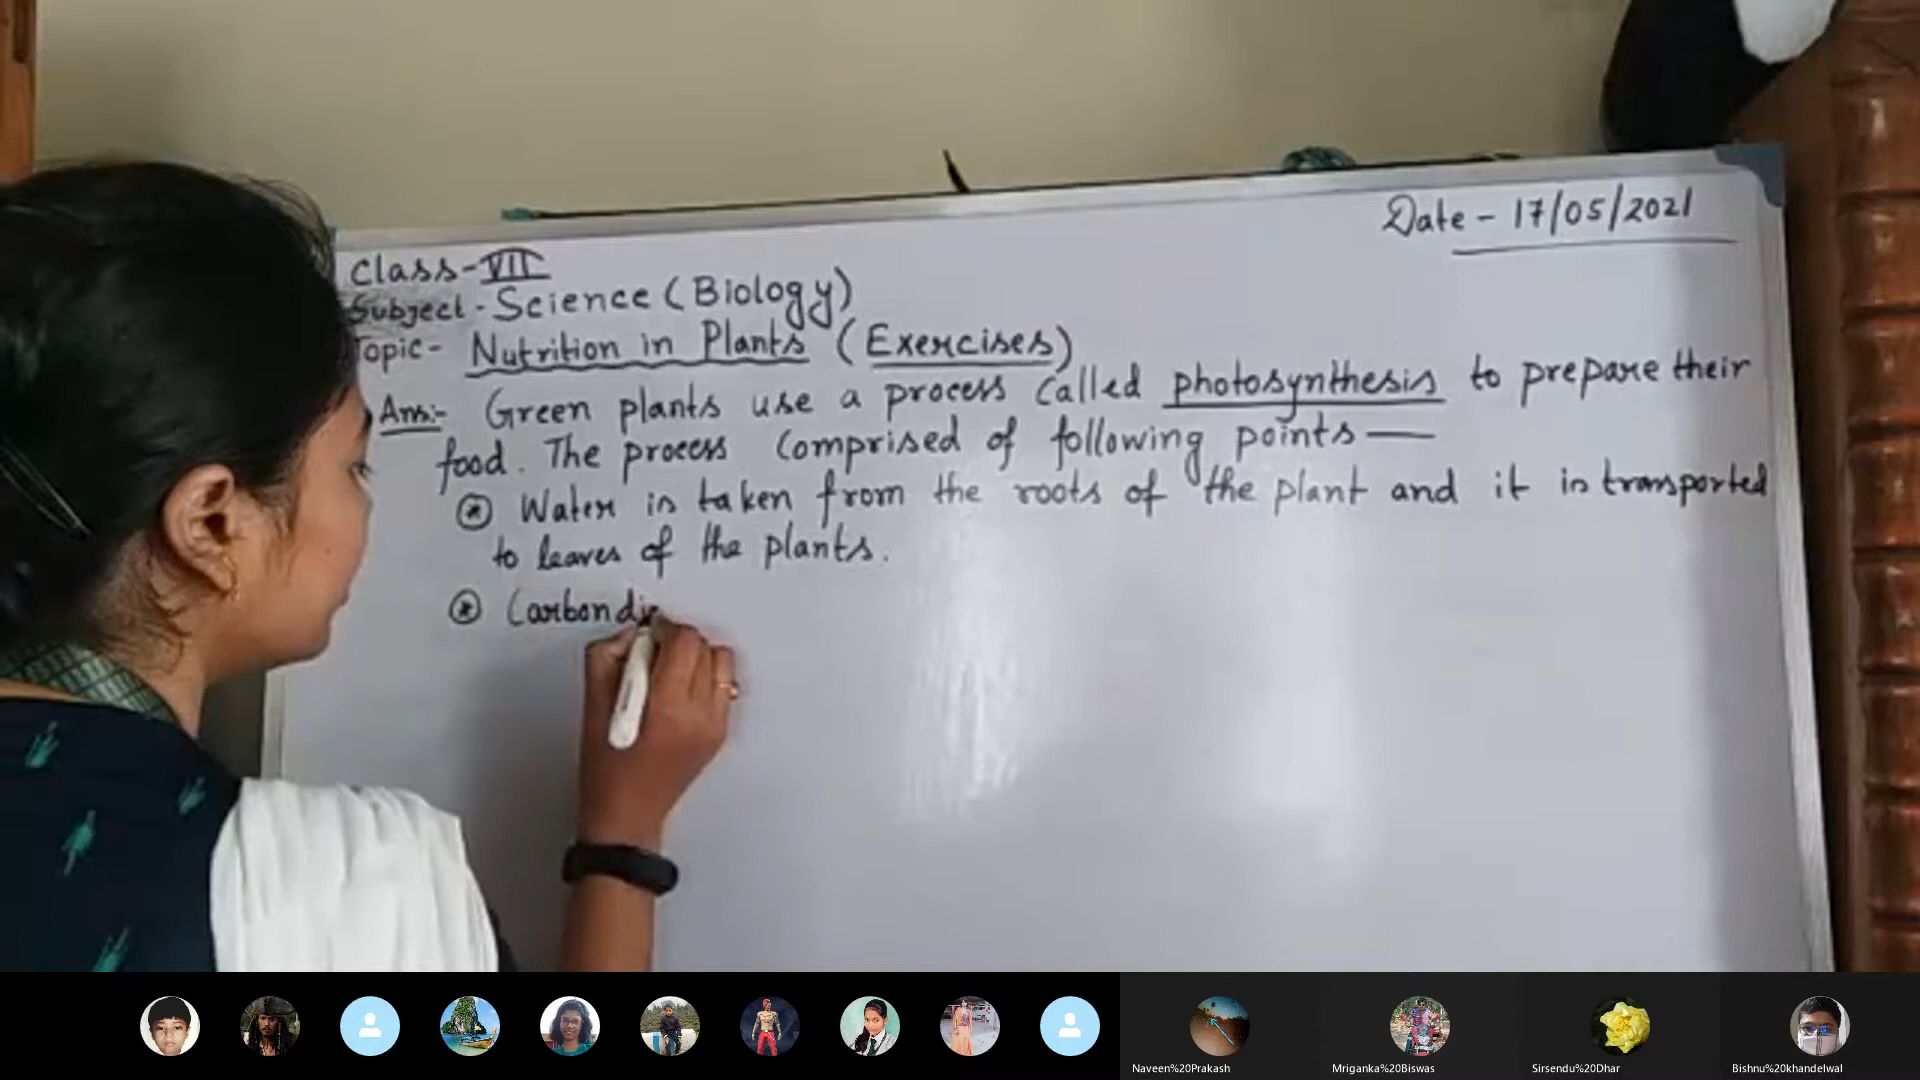 Date - 17/05/2021
Class - VII
Subject - Science (Biology)
Topic - Nutrition in Plants (Exercises)
Ans:- Green plants use a process called photosynthesis to prepare their
food. The process comprised of following points —
Water is taken from the roots of the plant and it is transported
to leaves of the plants.
Carbondi
Naveen%20Prakash
Mriganka%20Biswas
Sirsendu%20Dhar
Bishnu%20khandelwal